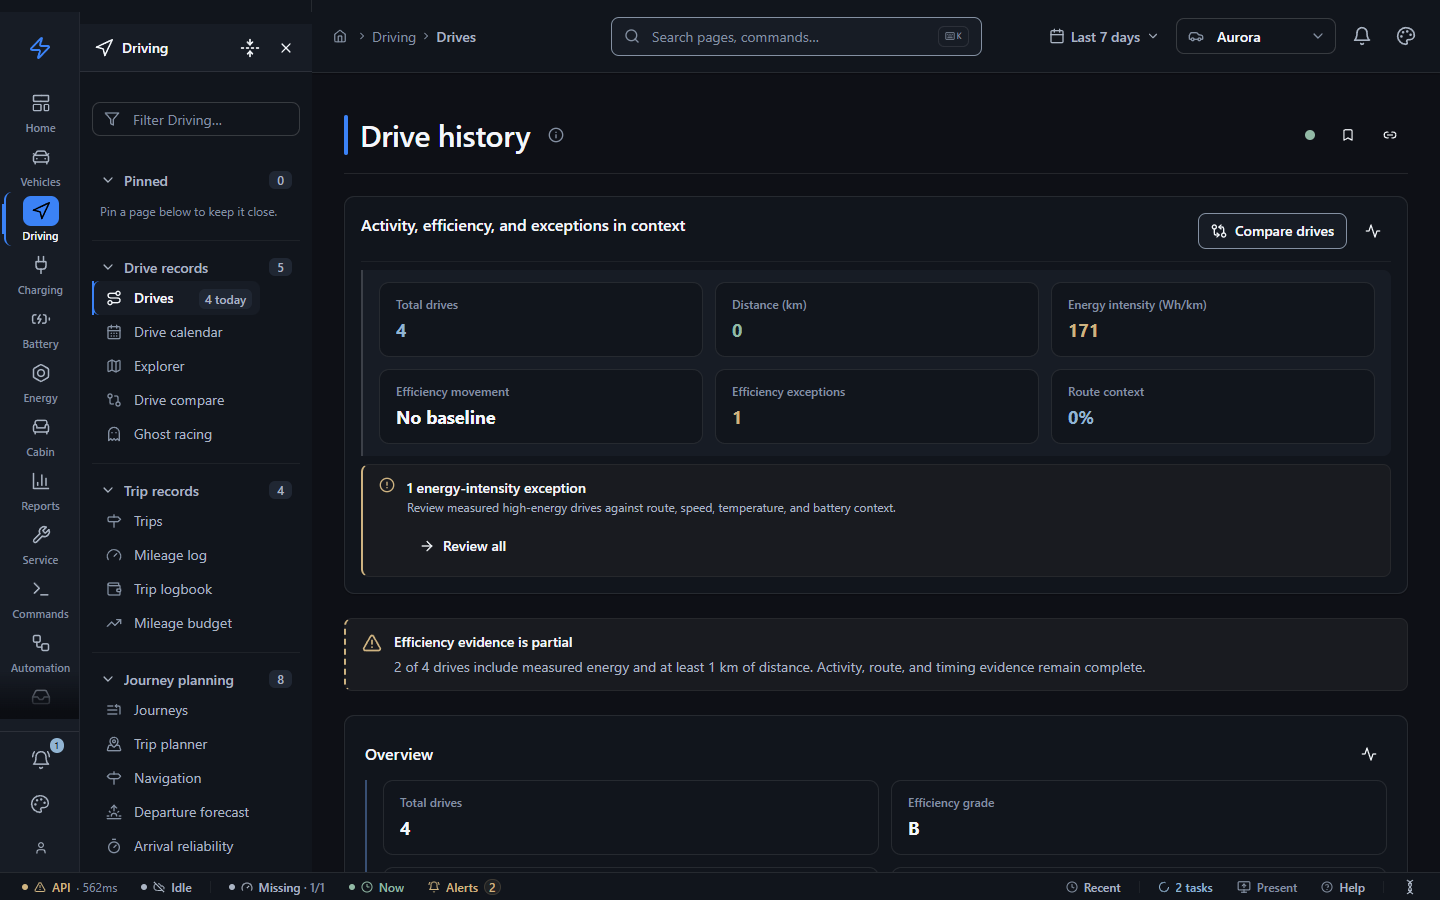 Driving
Driving
Drives
Search pages, commands...
K
Last 7 days
Aurora
Home
Vehicles
Driving
Charging
Battery
Energy
Cabin
Reports
Service
Commands
Automation
1
Filter Driving...
Pinned 0
Pin a page below to keep it close.
Drive records 5
Drives 4 today
Drive calendar
Explorer
Drive compare
Ghost racing
Trip records 4
Trips
Mileage log
Trip logbook
Mileage budget
Journey planning 8
Journeys
Trip planner
Navigation
Departure forecast
Arrival reliability
Drive history
Activity, efficiency, and exceptions in context
Compare drives
Total drives
4
Distance (km)
0
Energy intensity (Wh/km)
171
Efficiency movement
No baseline
Efficiency exceptions
1
Route context
0%
1 energy-intensity exception
Review measured high-energy drives against route, speed, temperature, and battery context.
Review all
Efficiency evidence is partial
2 of 4 drives include measured energy and at least 1 km of distance. Activity, route, and timing evidence remain complete.
Overview
Total drives
4
Efficiency grade
B
API · 562ms
Idle
Missing · 1/1
Now
Alerts 2
Recent
2 tasks
Present
Help